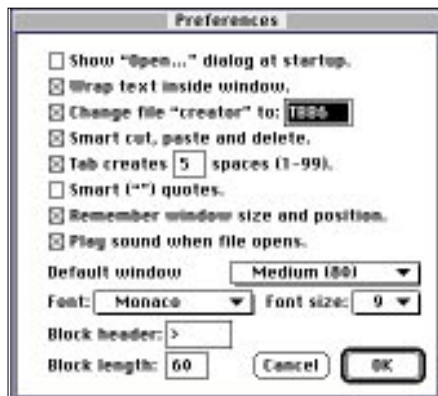 Preferences
Show “Open...” dialog at startup.
Wrap text inside window.
Change file “creator” to: TBB6
Smart cut, paste and delete.
Tab creates 5 spaces (1-99).
Smart (“”) quotes.
Remember window size and position.
Play sound when file opens.
Default window Medium (80)
Font: Monaco Font size: 9
Block header: >
Block length: 60 Cancel OK